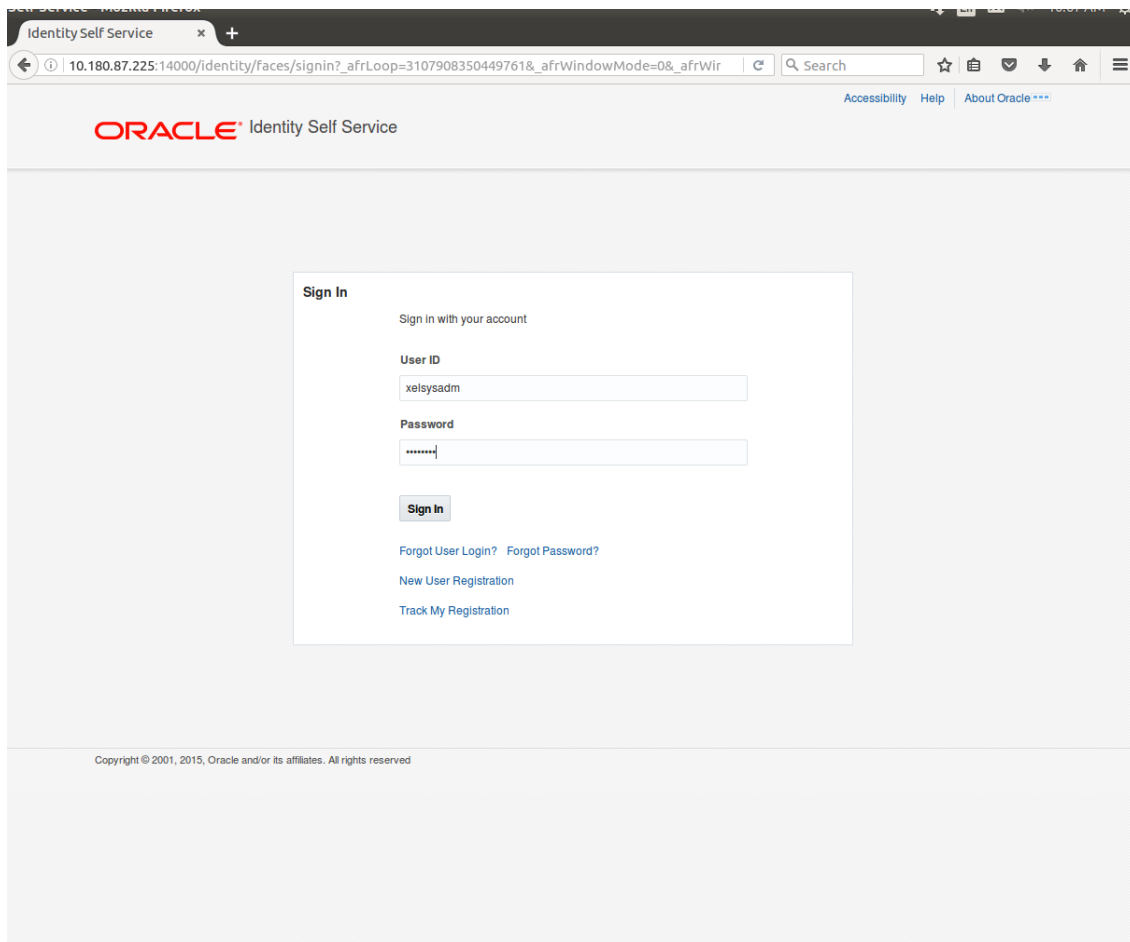 Identity Self Service × +
10.180.87.225:14000/identity/faces/signin?_afrLoop=3107908350449761&_afrWindowMode=0&_afrWir Search
Accessibility Help About Oracle
ORACLE® Identity Self Service
Sign In
Sign in with your account
User ID
xelsysadm
Password
••••••••
Sign In
Forgot User Login? Forgot Password?
New User Registration
Track My Registration
Copyright © 2001, 2015, Oracle and/or its affiliates. All rights reserved